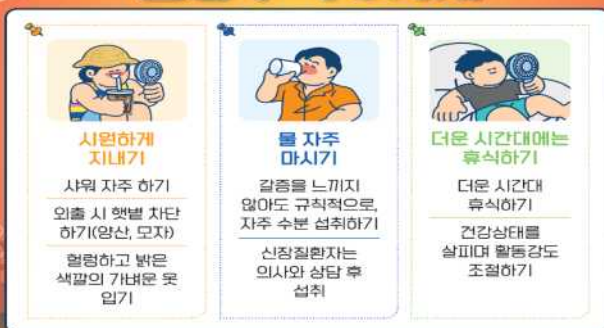 시원하게
지내기
샤워 자주 하기
외출 시 햇볕 차단
하기(양산, 모자)
헐렁하고 밝은
색깔의 가벼운 옷
입기
물 자주
마시기
갈증을 느끼지
않아도 규칙적으로,
자주 수분 섭취하기
신장질환자는
의사와 상담 후
섭취
더운 시간대에는
휴식하기
더운 시간대
휴식하기
건강상태를
살피며 활동강도
조절하기